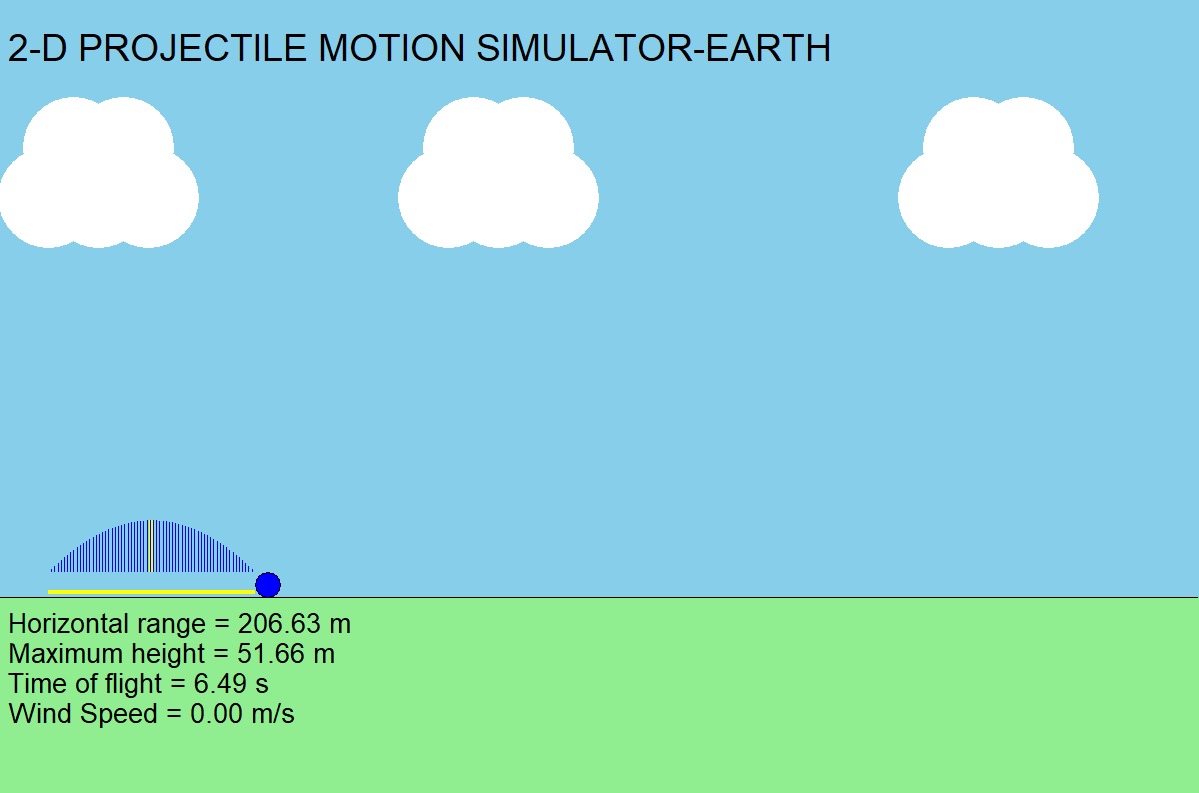 2-D PROJECTILE MOTION SIMULATOR-EARTH
Horizontal range = 206.63 m
Maximum height = 51.66 m
Time of flight = 6.49 s
Wind Speed = 0.00 m/s